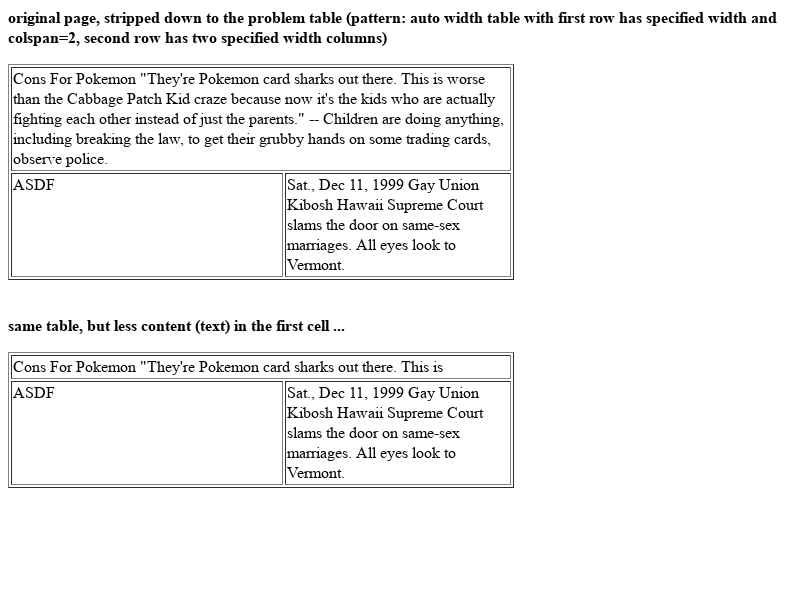 original page, stripped down to the problem table (pattern: auto width table with first row has specified width and
colspan=2, second row has two specified width columns)
Cons For Pokemon "They're Pokemon card sharks out there. This is worse
than the Cabbage Patch Kid craze because now it's the kids who are actually
fighting each other instead of just the parents." -- Children are doing anything,
including breaking the law, to get their grubby hands on some trading cards,
observe police.
ASDF
Sat., Dec 11, 1999 Gay Union
Kibosh Hawaii Supreme Court
slams the door on same-sex
marriages. All eyes look to
Vermont.
same table, but less content (text) in the first cell ...
Cons For Pokemon "They're Pokemon card sharks out there. This is
ASDF
Sat., Dec 11, 1999 Gay Union
Kibosh Hawaii Supreme Court
slams the door on same-sex
marriages. All eyes look to
Vermont.